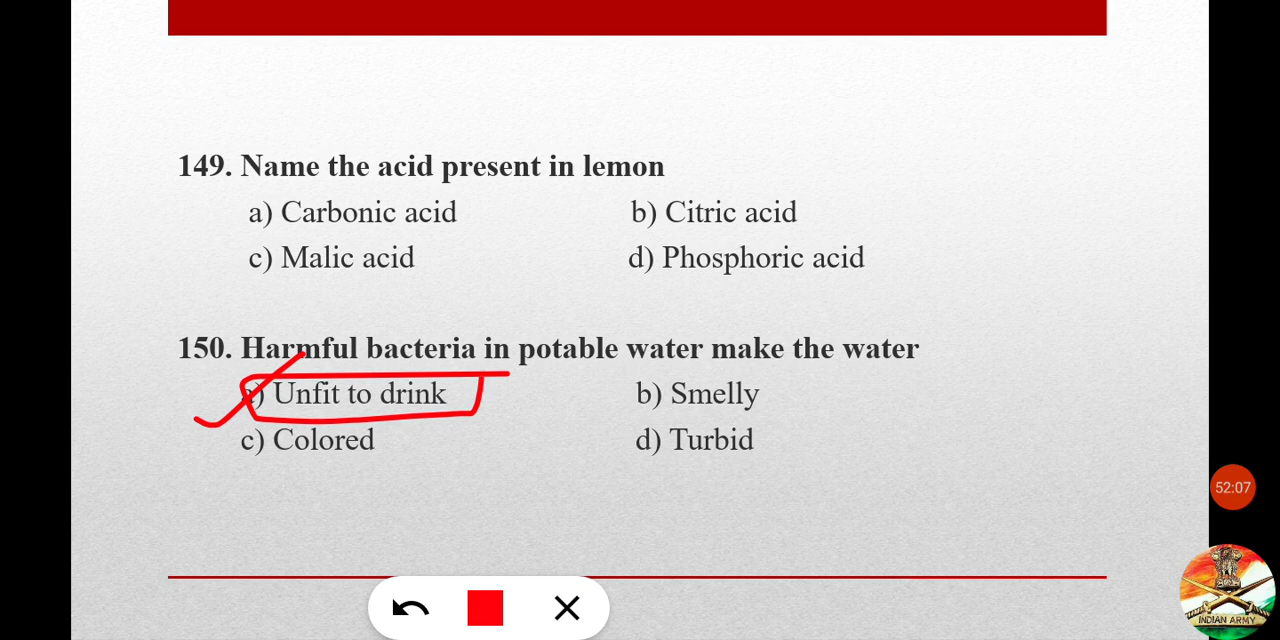 149. Name the acid present in lemon
a) Carbonic acid b) Citric acid
c) Malic acid d) Phosphoric acid
150. Harmful bacteria in potable water make the water
a) Unfit to drink b) Smelly
c) Colored d) Turbid
52:07
INDIAN ARMY